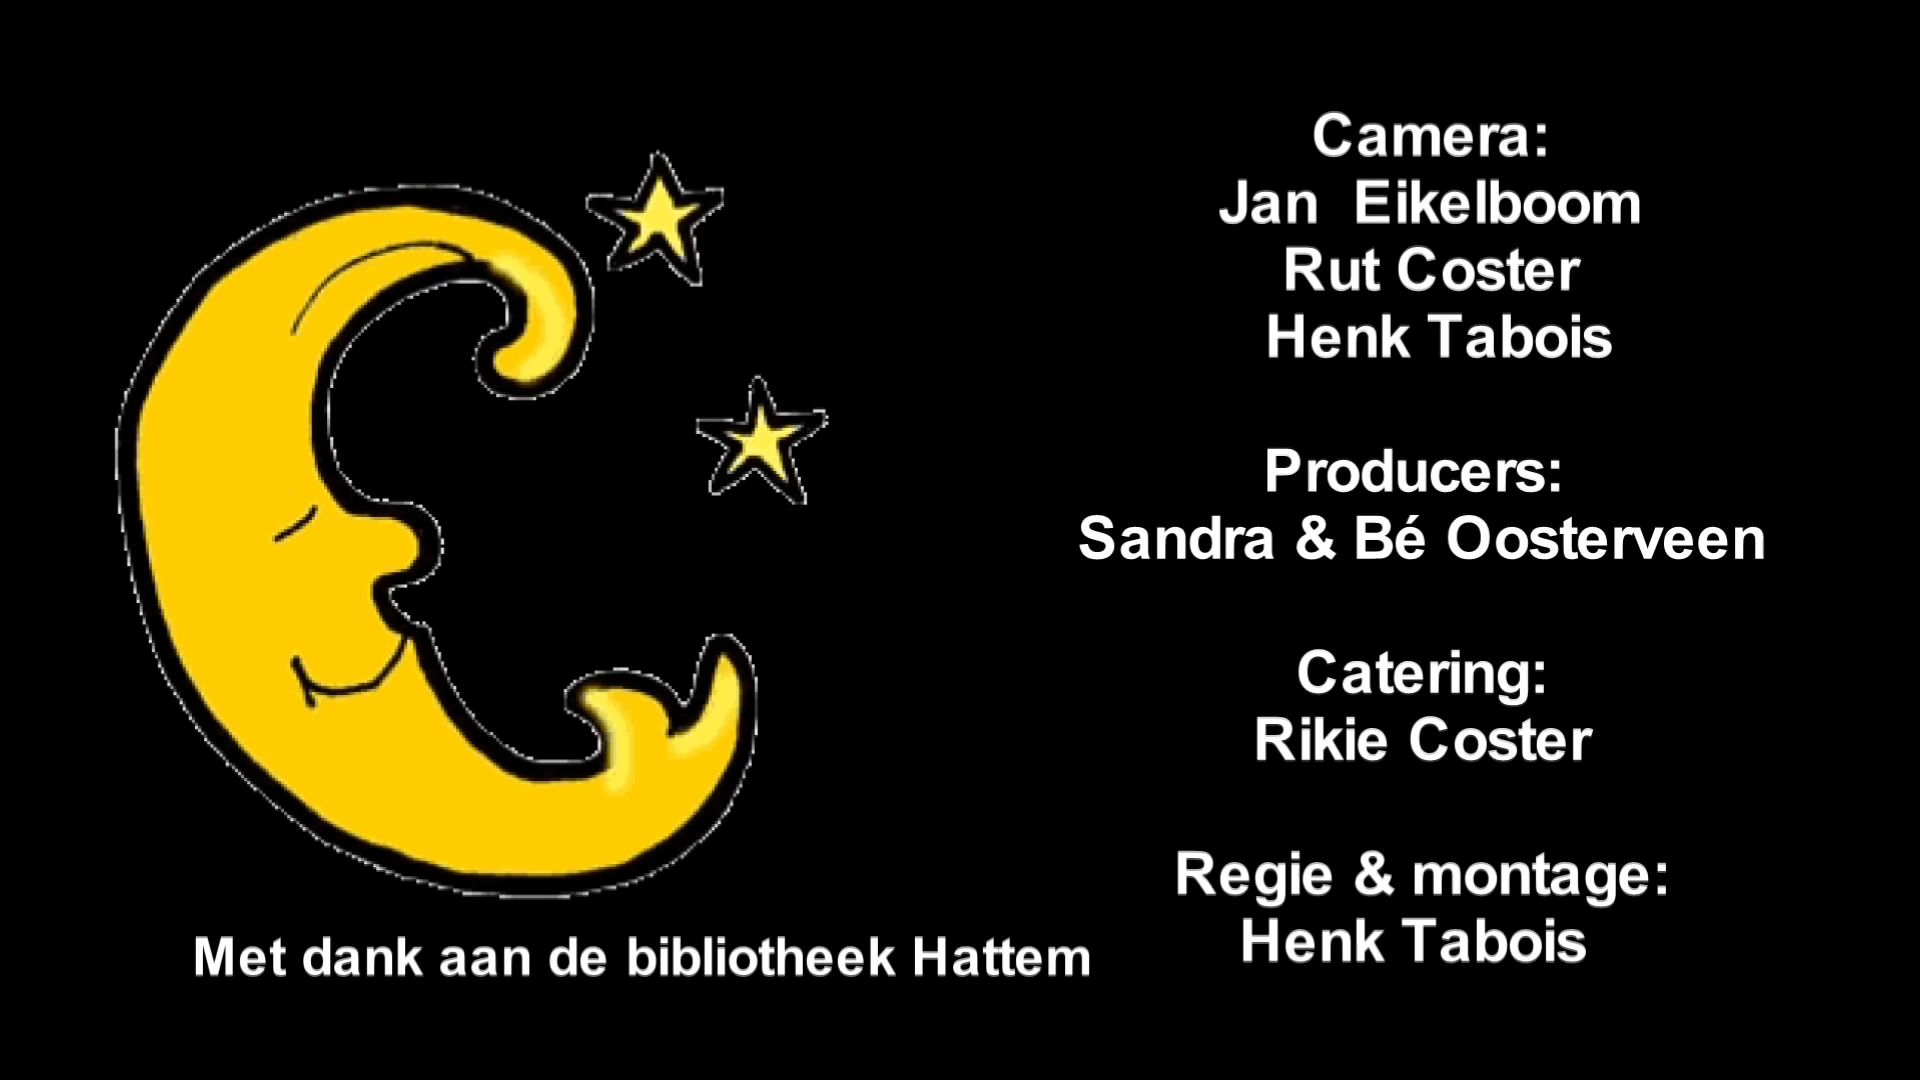 Camera:
Jan Eikelboom
Rut Coster
Henk Tabois
Producers:
Sandra & Bé Oosterveen
Catering:
Rikie Coster
Regie & montage:
Henk Tabois
Met dank aan de bibliotheek Hattem